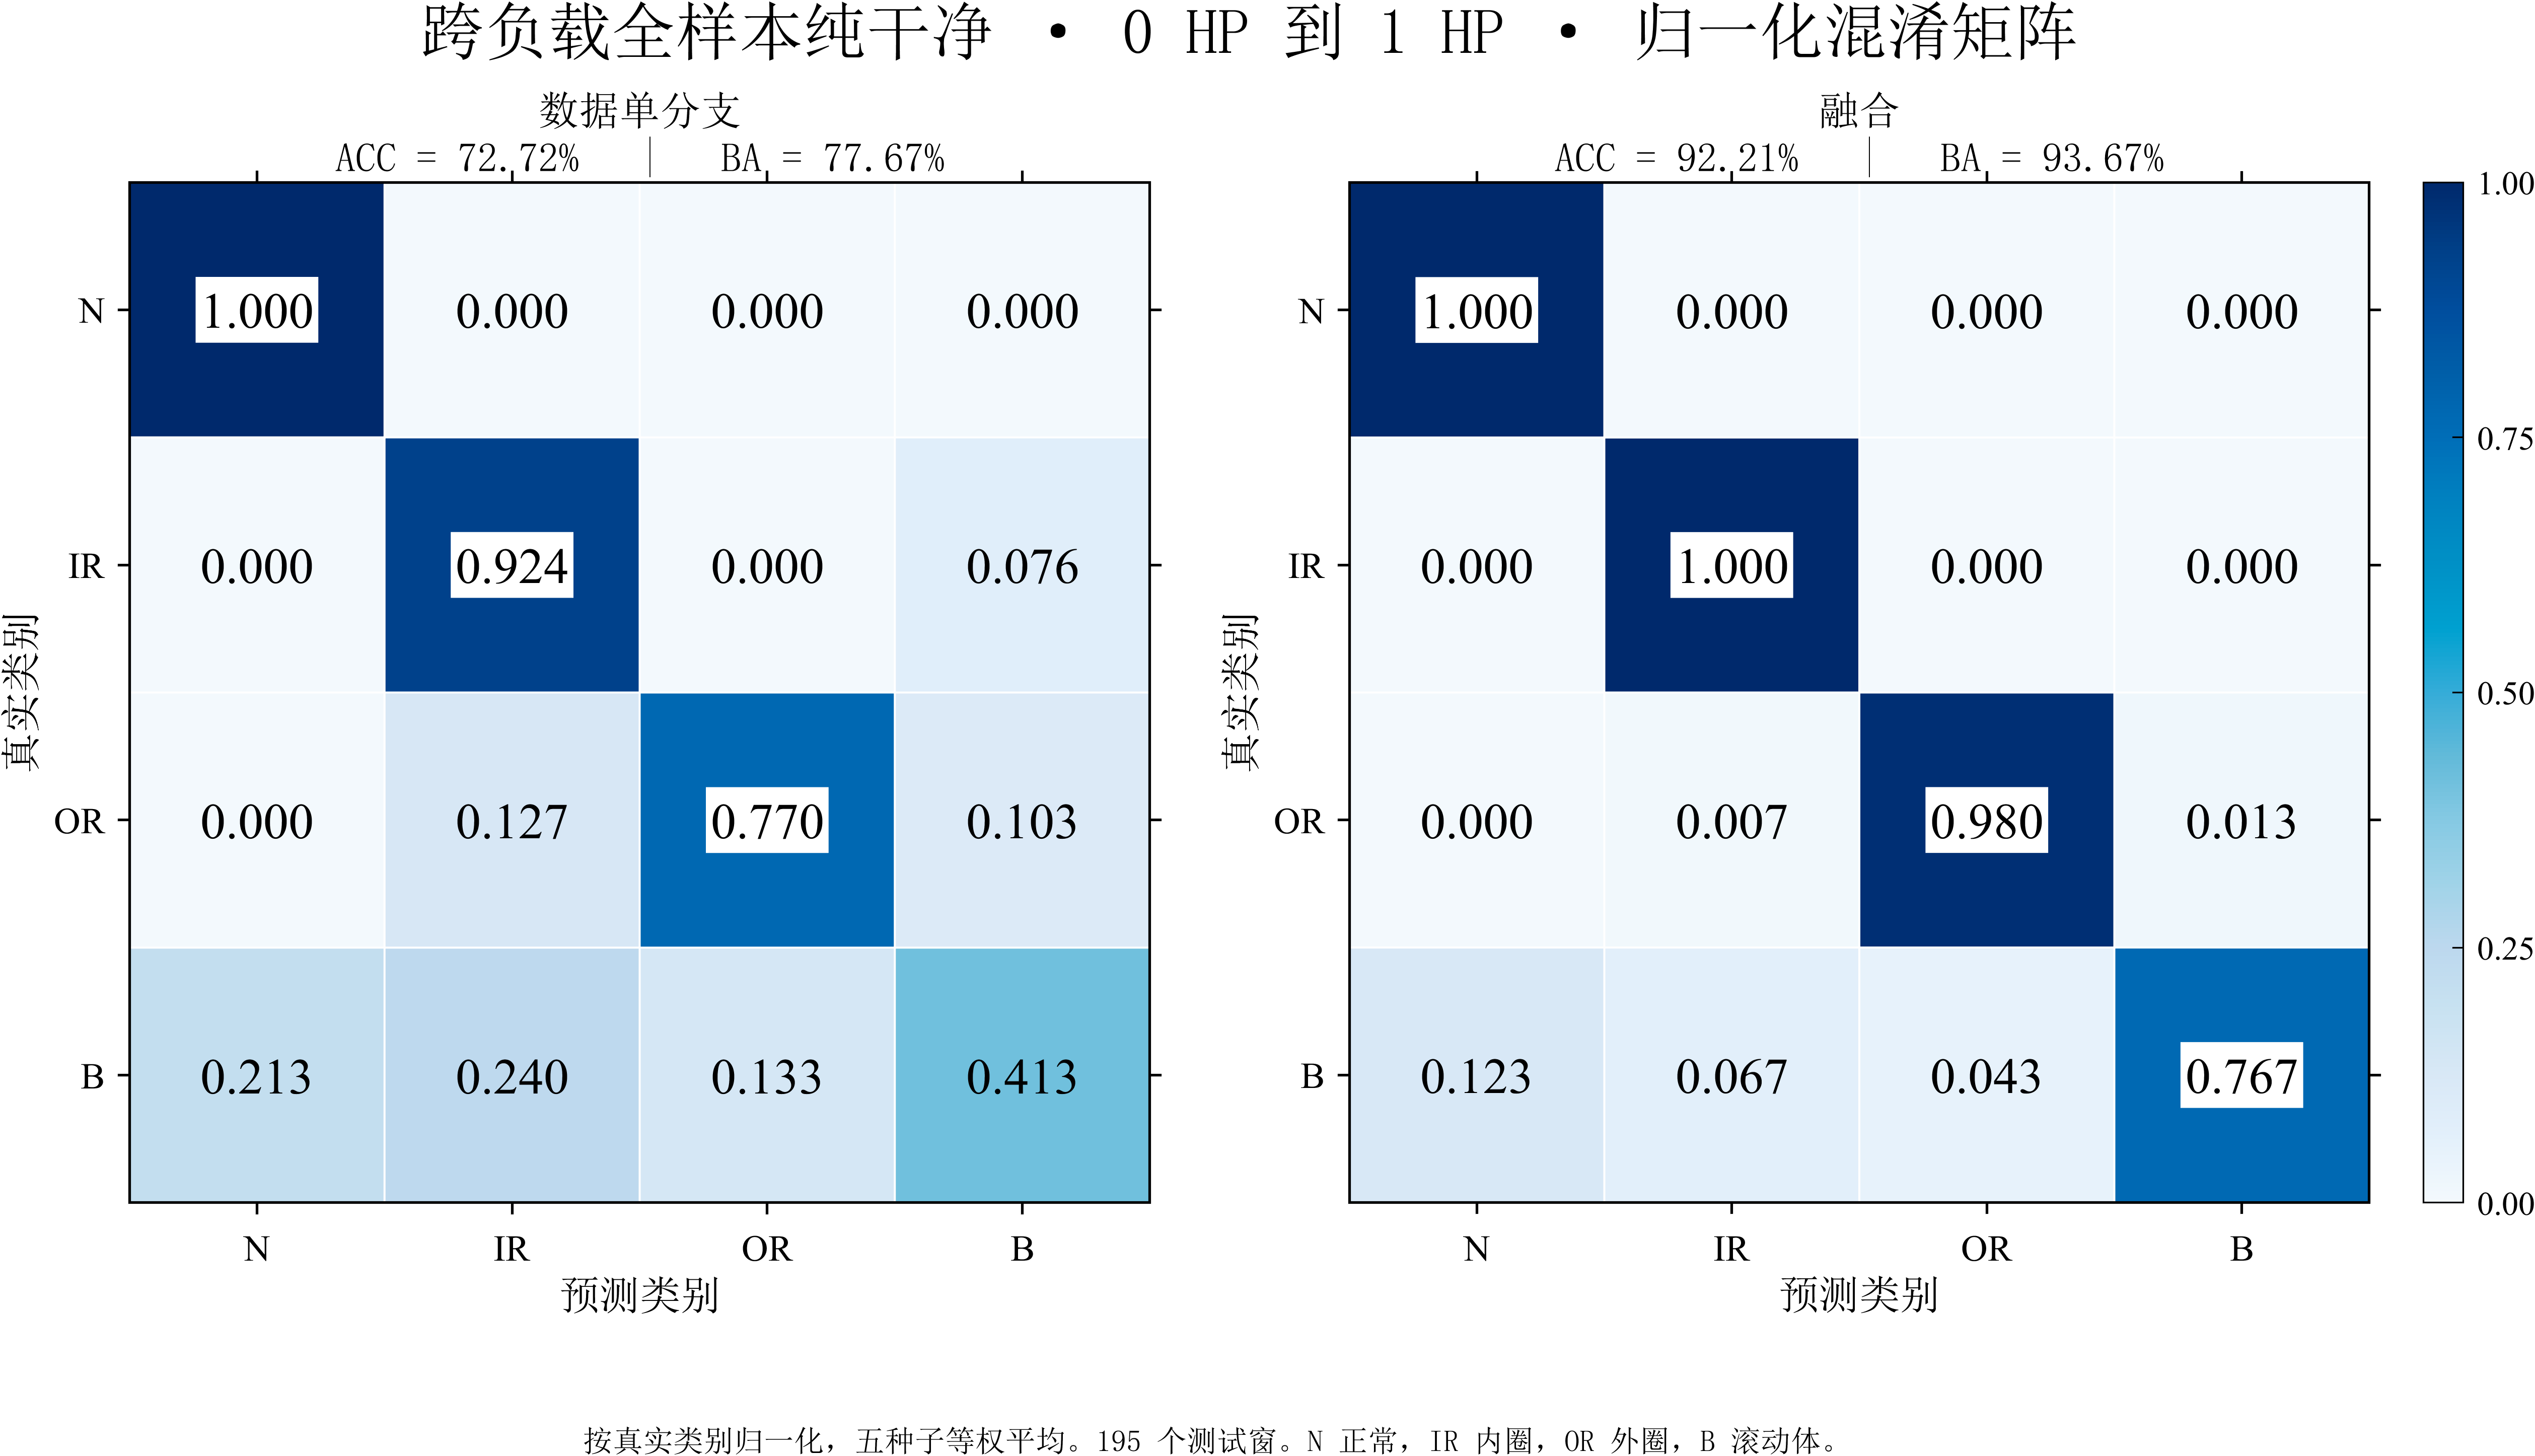 跨负载全样本纯干净 · 0 HP 到 1 HP · 归一化混淆矩阵
数据单分支
ACC = 72.72% | BA = 77.67%
真实类别
N 1.000 0.000 0.000 0.000
IR 0.000 0.924 0.000 0.076
OR 0.000 0.127 0.770 0.103
B 0.213 0.240 0.133 0.413
N IR OR B
预测类别
融合
ACC = 92.21% | BA = 93.67%
真实类别
N 1.000 0.000 0.000 0.000
IR 0.000 1.000 0.000 0.000
OR 0.000 0.007 0.980 0.013
B 0.123 0.067 0.043 0.767
N IR OR B
预测类别
1.00
0.75
0.50
0.25
0.00
按真实类别归一化，五种子等权平均。195 个测试窗。N 正常，IR 内圈，OR 外圈，B 滚动体。